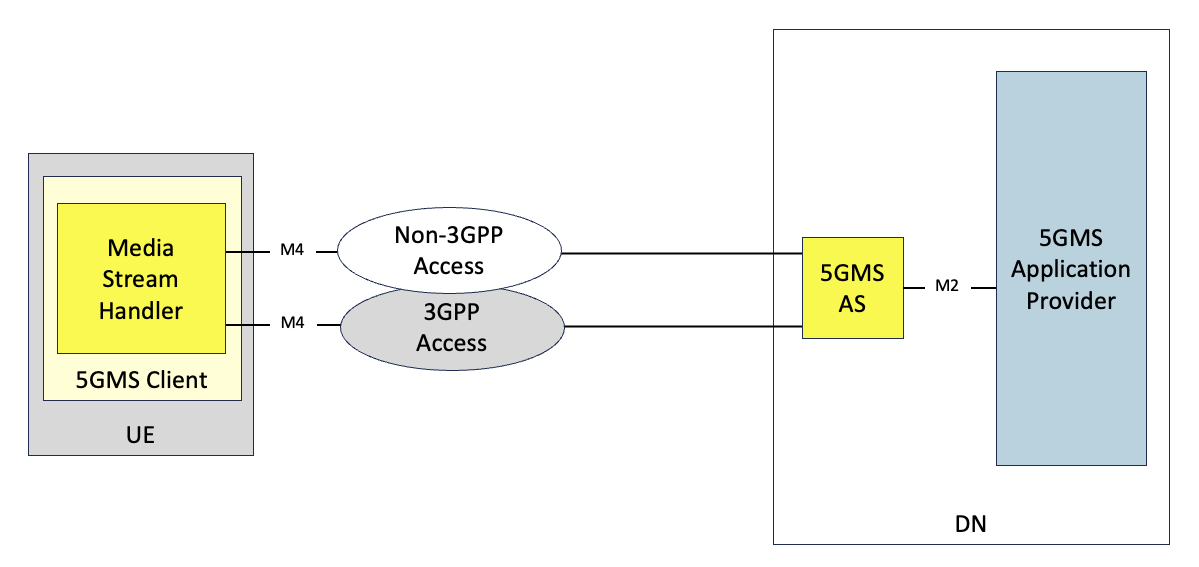 Media
Stream
Handler
5GMS Client
UE
M4
M4
Non-3GPP
Access
3GPP
Access
5GMS
AS
M2
5GMS
Application
Provider
DN